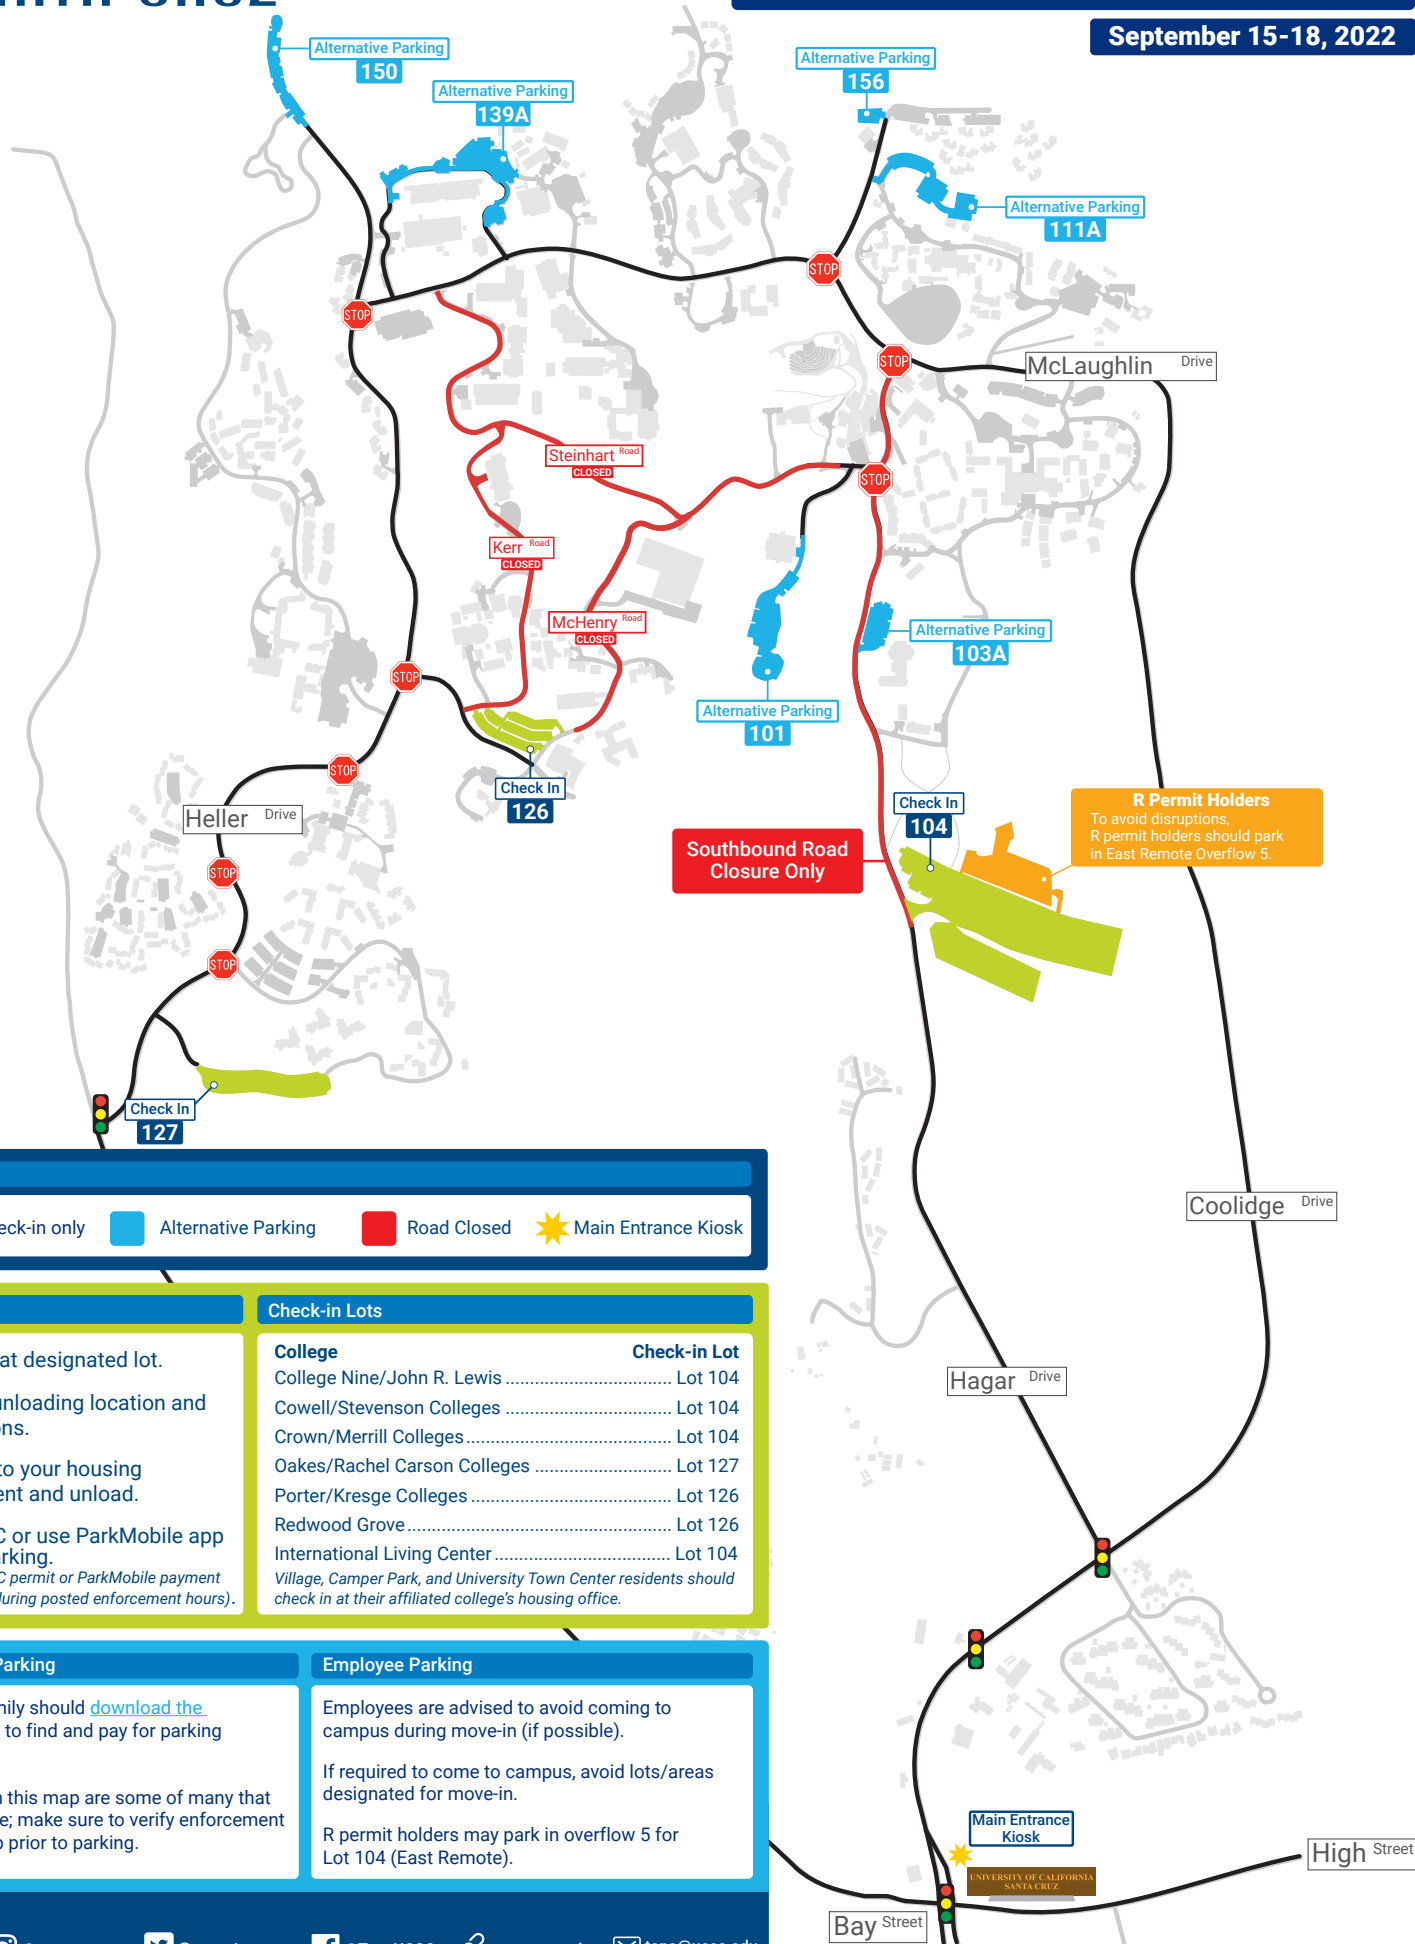 September 15-18, 2022
Alternative Parking
150
Alternative Parking
139A
Alternative Parking
156
Alternative Parking
111A
STOP
STOP
STOP
McLaughlin Drive
Steinhart Road
CLOSED
STOP
Kerr Road
CLOSED
McHenry Road
CLOSED
Alternative Parking
103A
STOP
Alternative Parking
101
STOP
Check In
126
Heller Drive
Check In
104
R Permit Holders
To avoid disruptions,
R permit holders should park
in East Remote Overflow 5.
Southbound Road
Closure Only
STOP
STOP
Check In
127
eck-in only
Alternative Parking
Road Closed
Main Entrance Kiosk
Coolidge Drive
Hagar Drive
at designated lot.
unloading location and
ons.
to your housing
ent and unload.
C or use ParkMobile app
arking.
C permit or ParkMobile payment
during posted enforcement hours).
Check-in Lots
College Check-in Lot
College Nine/John R. Lewis ................................ Lot 104
Cowell/Stevenson Colleges ................................ Lot 104
Crown/Merrill Colleges ........................................ Lot 104
Oakes/Rachel Carson Colleges .......................... Lot 127
Porter/Kresge Colleges ....................................... Lot 126
Redwood Grove ................................................... Lot 126
International Living Center .................................. Lot 104
Village, Camper Park, and University Town Center residents should
check in at their affiliated college's housing office.
Parking
mily should download the
to find and pay for parking
n this map are some of many that
e; make sure to verify enforcement
p prior to parking.
Employee Parking
Employees are advised to avoid coming to
campus during move-in (if possible).
If required to come to campus, avoid lots/areas
designated for move-in.
R permit holders may park in overflow 5 for
Lot 104 (East Remote).
Main Entrance
Kiosk
UNIVERSITY OF CALIFORNIA
SANTA CRUZ
High Street
Bay Street